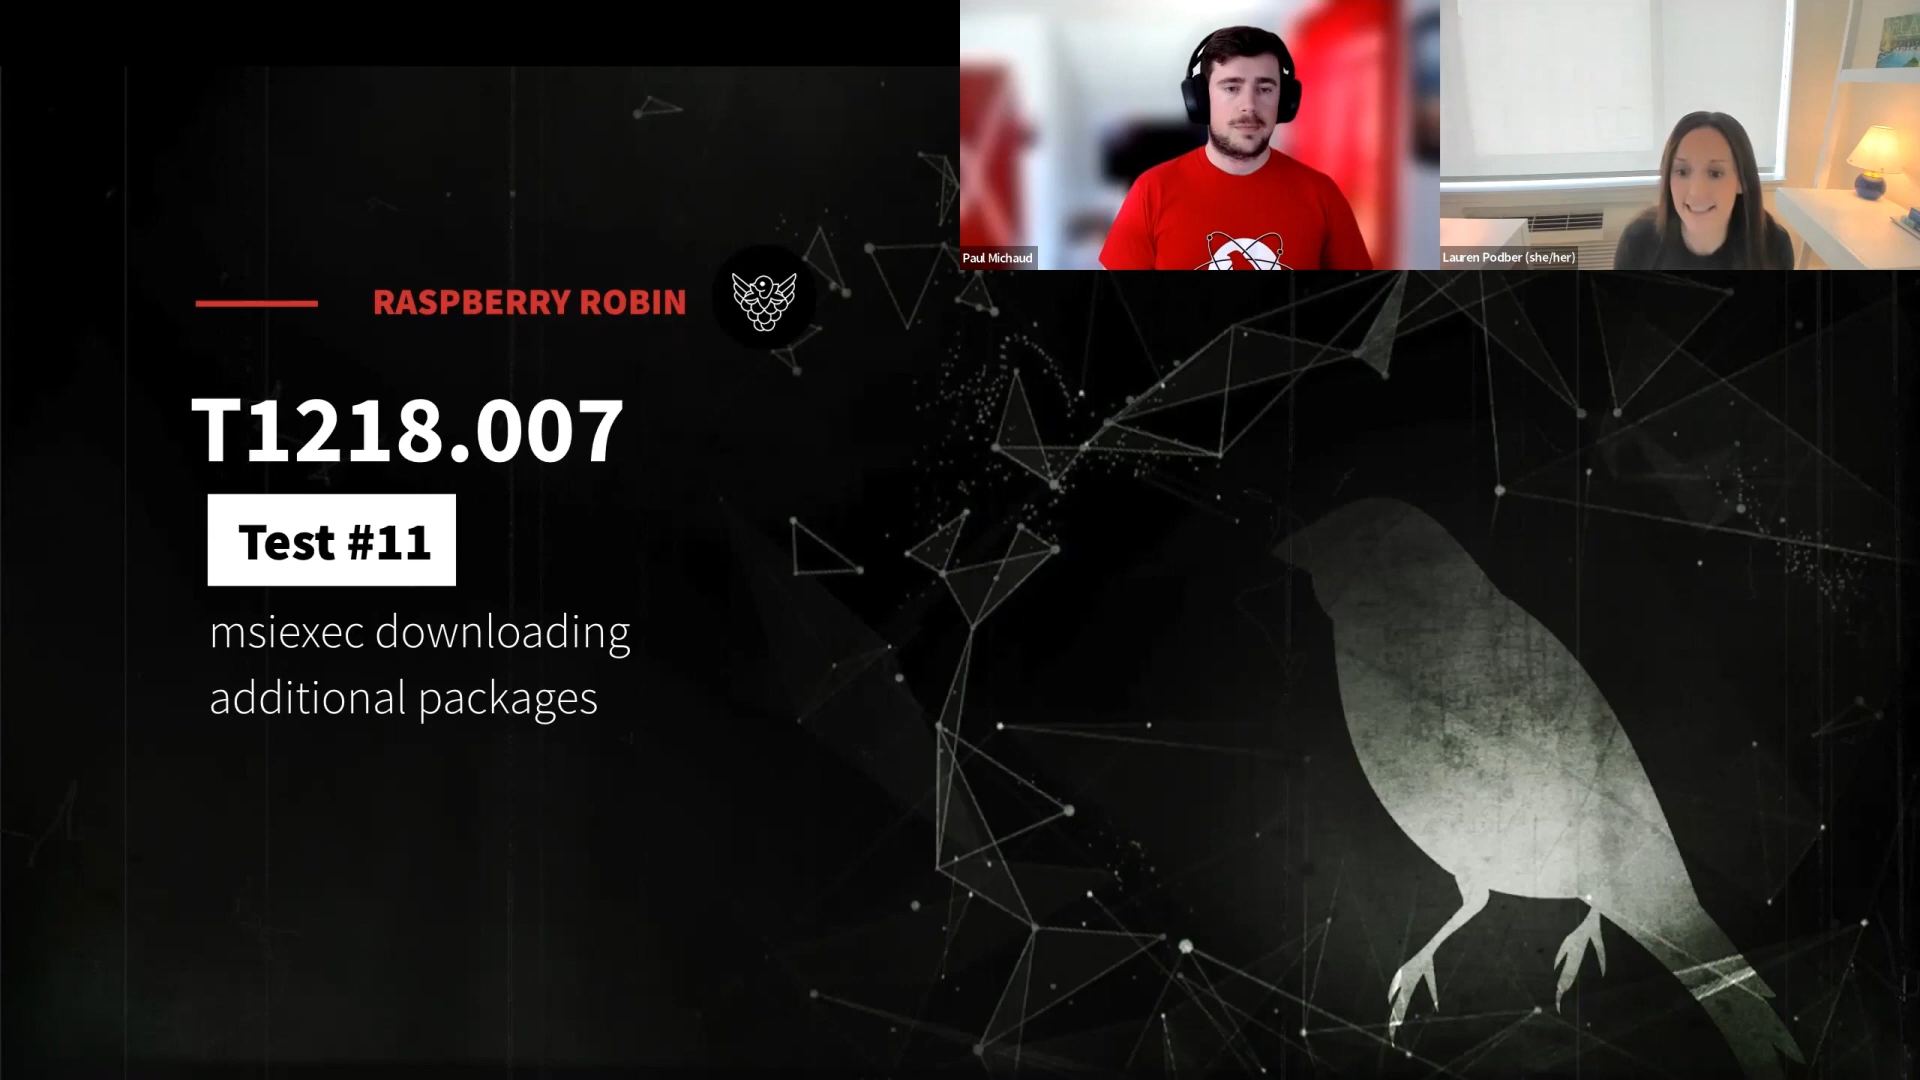 Paul Michaud
Lauren Podber (she/her)
RASPBERRY ROBIN
T1218.007
Test #11
msiexec downloading
additional packages